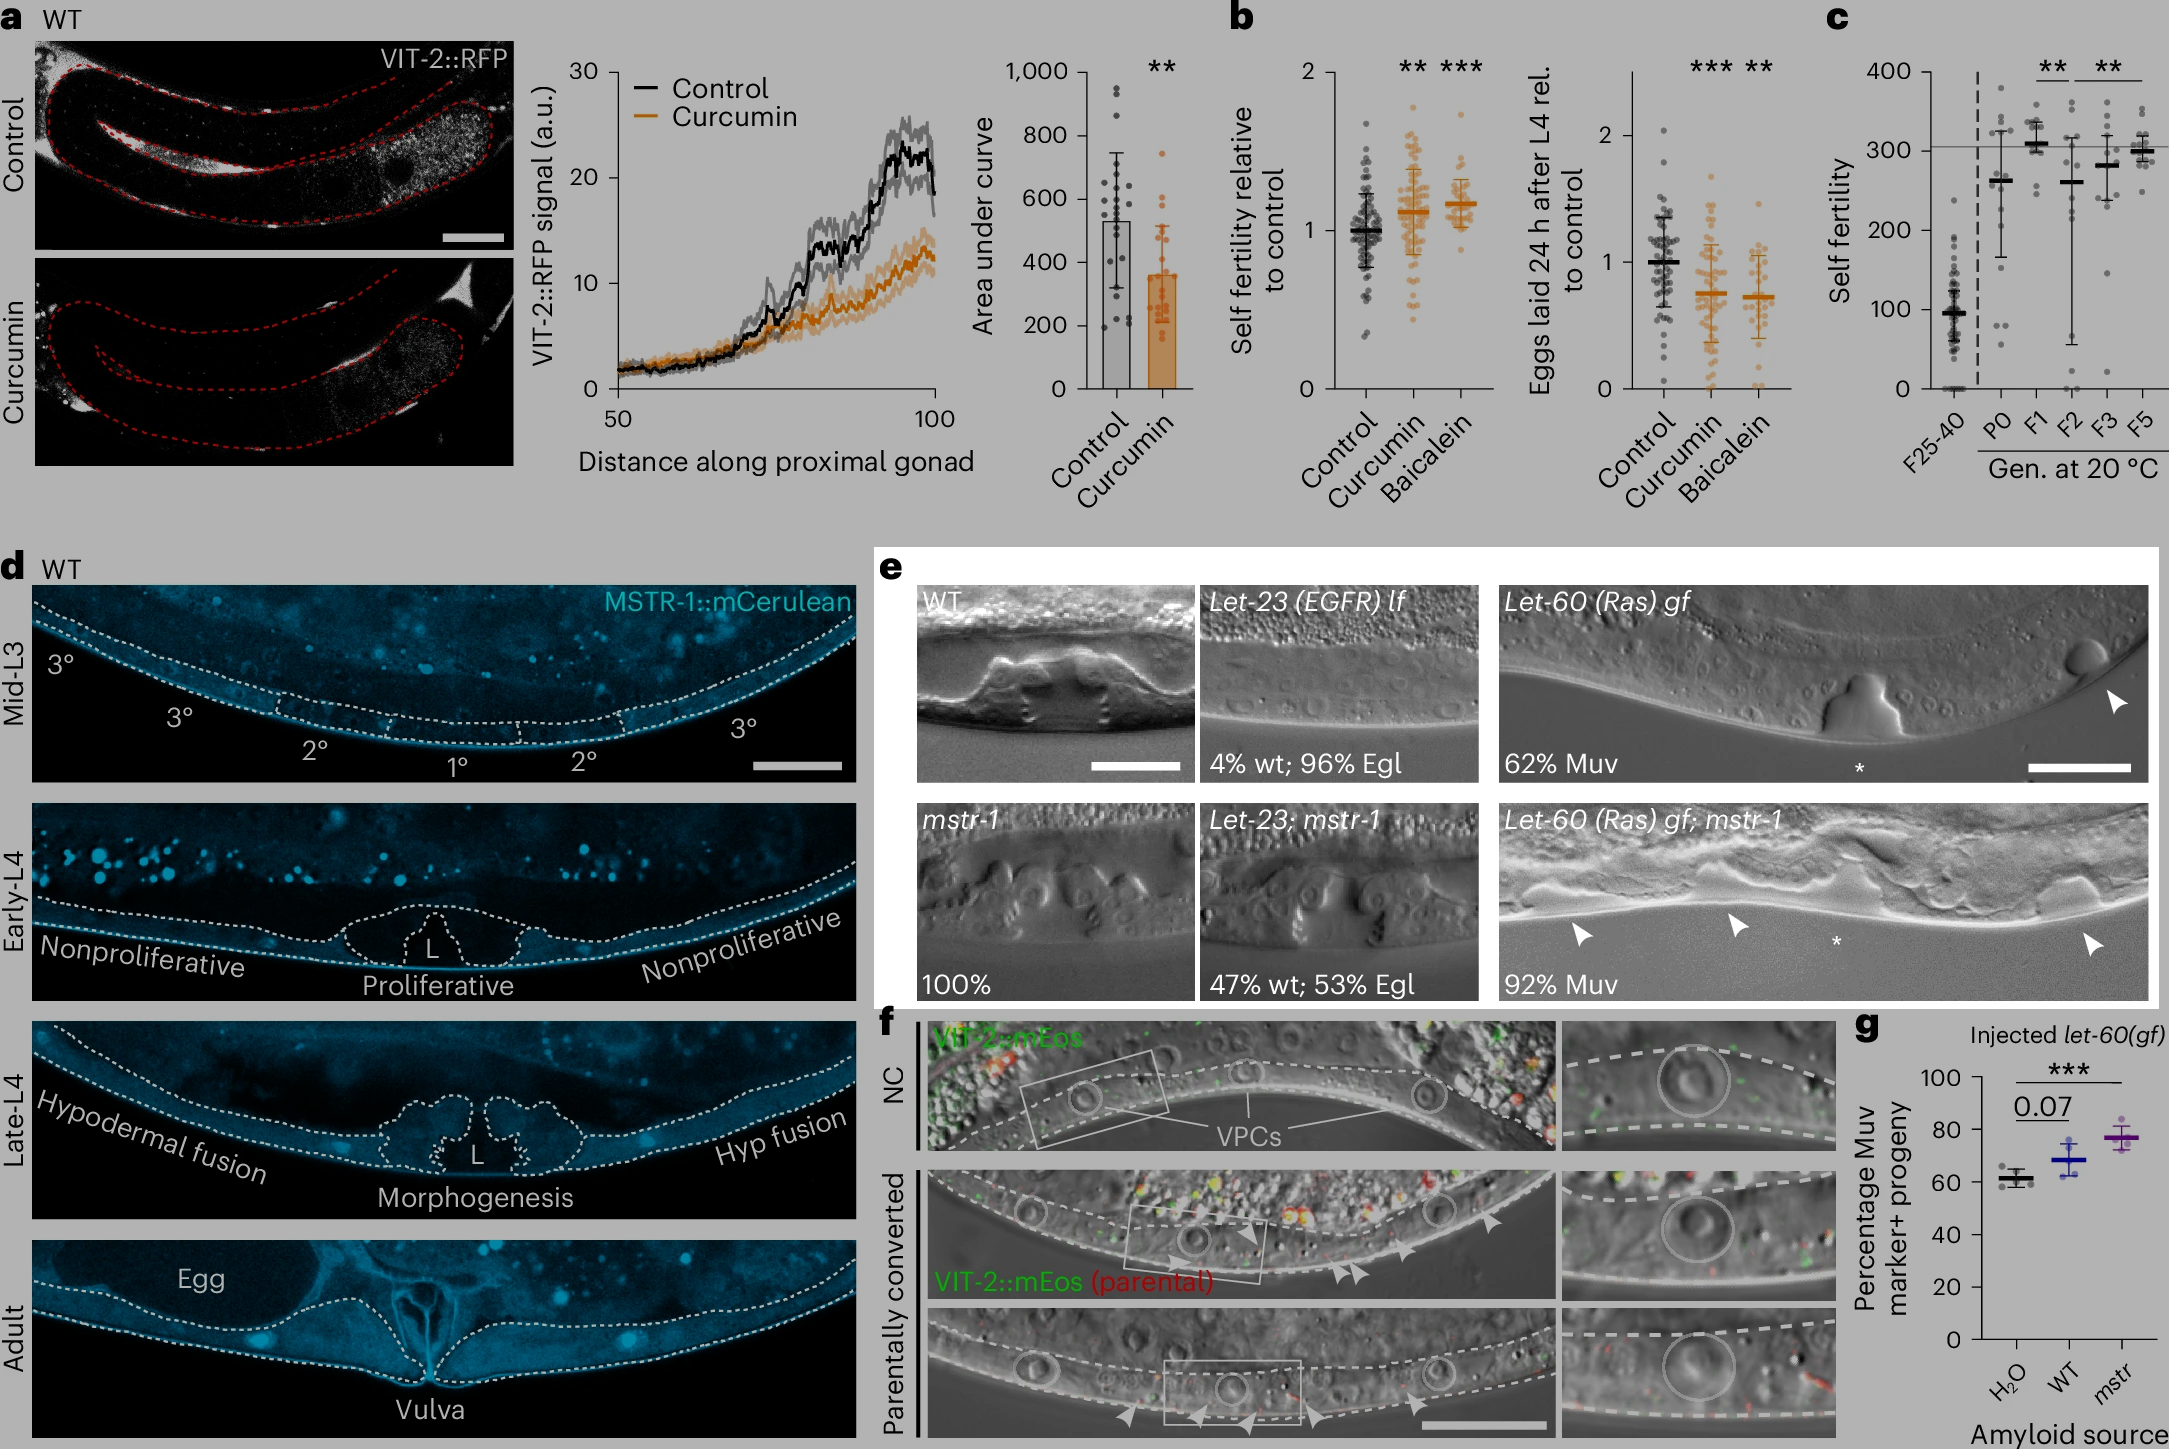 a WT
VIT-2::RFP
Control
Curcumin
VIT-2::RFP signal (a.u.)
30
20
10
0
Control
Curcumin
50
100
Distance along proximal gonad
Area under curve
1,000
800
600
400
200
0
**
Control
Curcumin
b
Self fertility relative
to control
2
1
0
** ***
Control
Curcumin
Baicalein
Eggs laid 24 h after L4 rel.
to control
2
1
0
*** **
Control
Curcumin
Baicalein
c
Self fertility
400
300
200
100
0
** **
F25-40
P0
F1
F2
F3
F5
Gen. at 20 °C
d WT
MSTR-1::mCerulean
Mid-L3
3°
3°
2°
1°
2°
3°
Early-L4
Nonproliferative
L
Proliferative
Nonproliferative
Late-L4
Hypodermal fusion
L
Morphogenesis
Hyp fusion
Adult
Egg
Vulva
e
WT
Let-23 (EGFR) lf
4% wt; 96% Egl
Let-60 (Ras) gf
62% Muv
*
mstr-1
100%
Let-23; mstr-1
47% wt; 53% Egl
Let-60 (Ras) gf; mstr-1
92% Muv
*
f
NC
VIT-2::mEos
VPCs
Parentally converted
VIT-2::mEos (parental)
g
Injected let-60(gf)
***
0.07
Percentage Muv
marker+ progeny
100
80
60
40
20
0
H2O
WT
mstr
Amyloid source